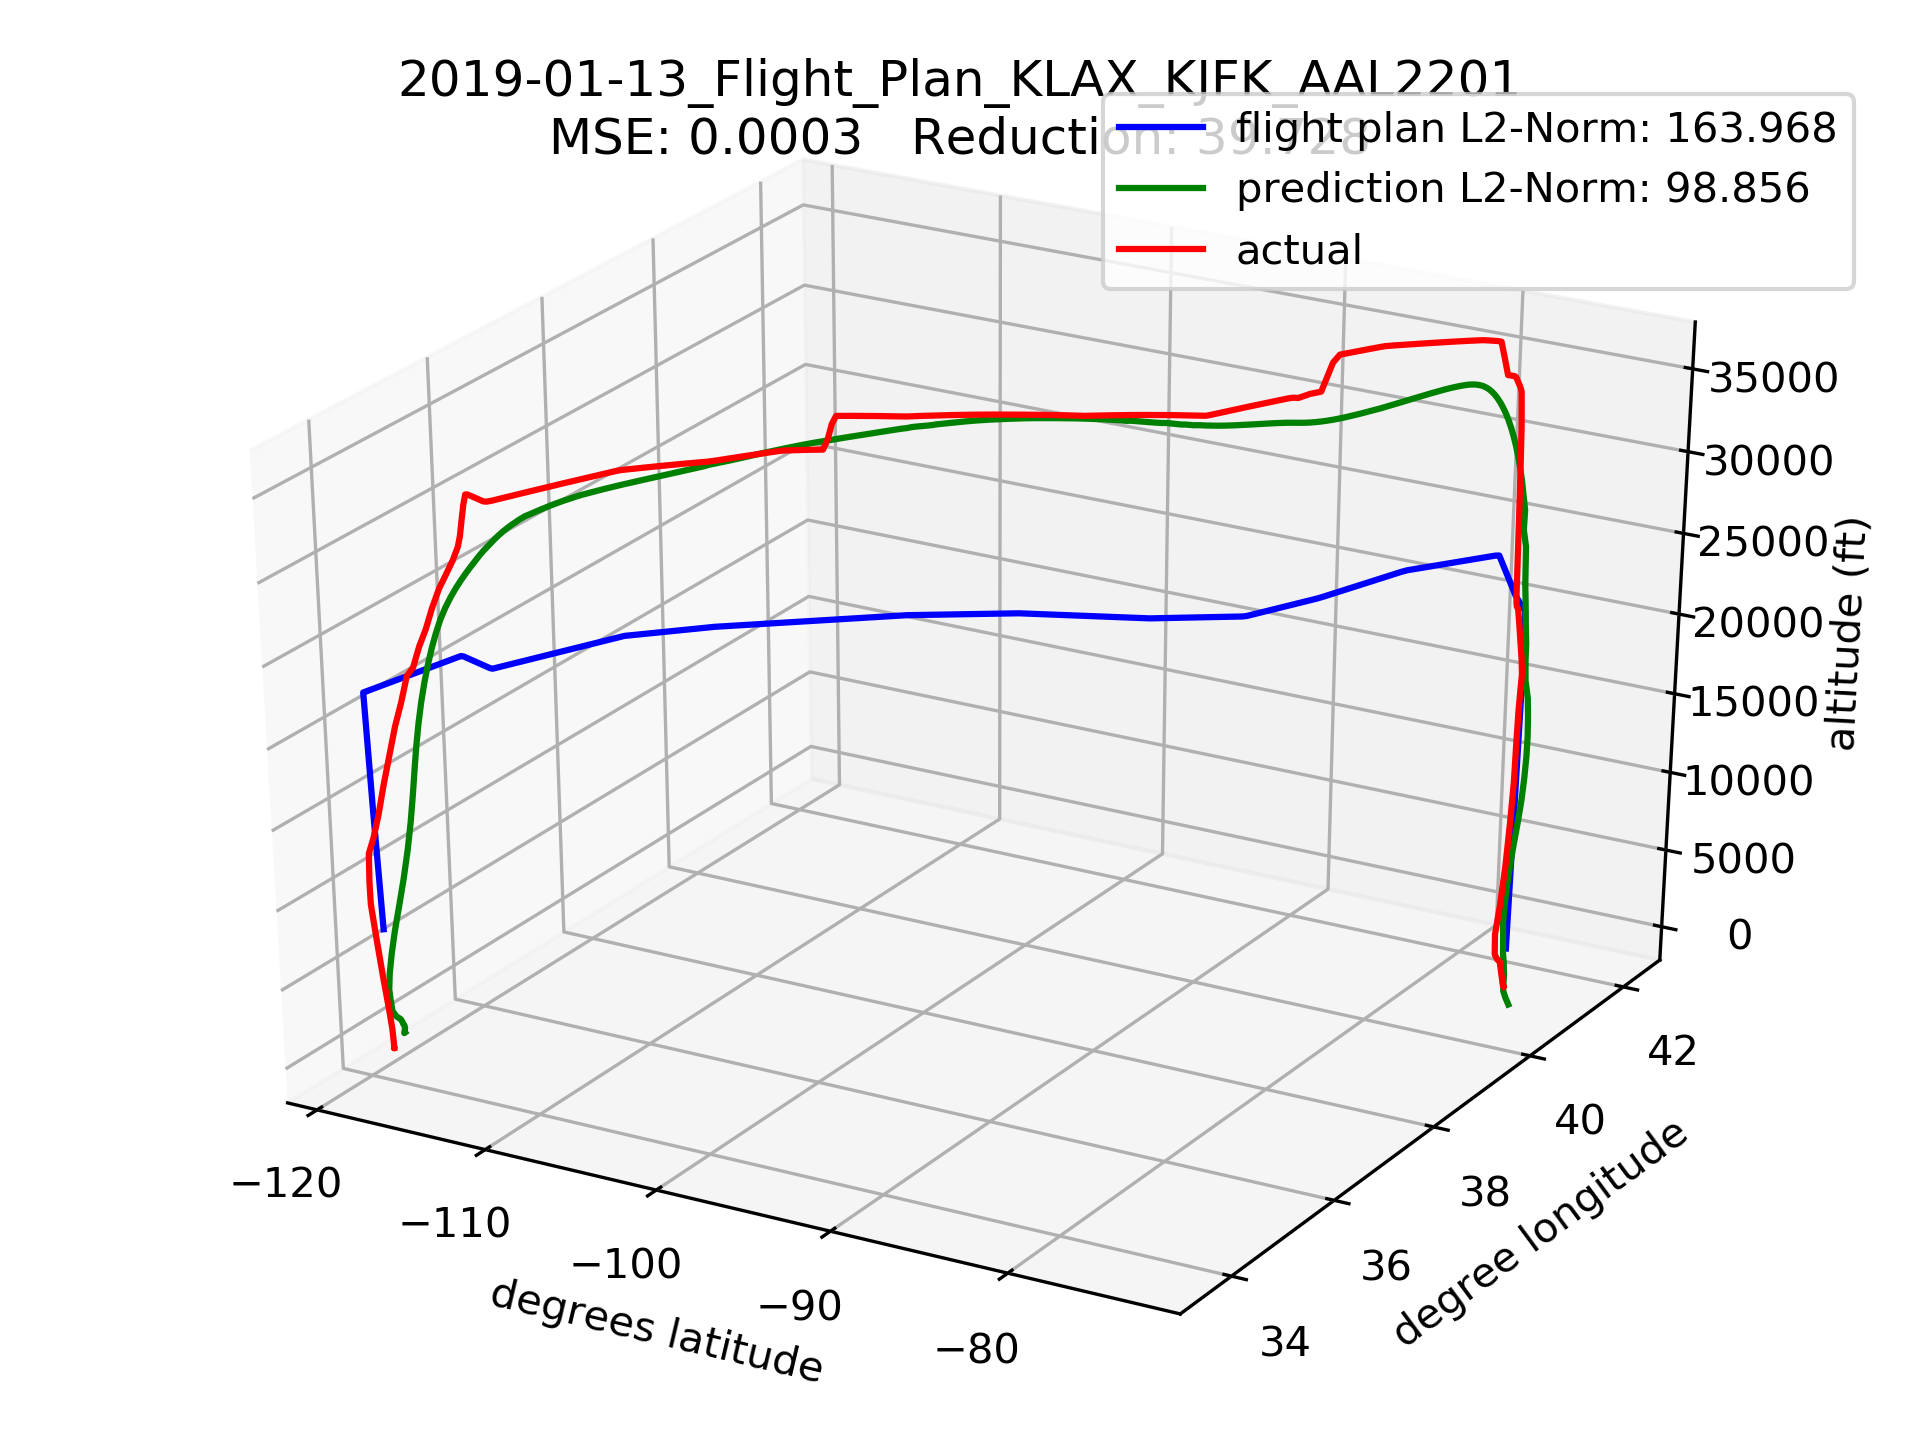 2019-01-13_Flight_Plan_KLAX_KJFK_AAL2201
MSE: 0.0003   Reduction: 39.728
flight plan L2-Norm: 163.968
prediction L2-Norm: 98.856
actual
35000
30000
25000
20000
15000
10000
5000
0
altitude (ft)
−120
−110
−100
−90
−80
degrees latitude
34
36
38
40
42
degree longitude